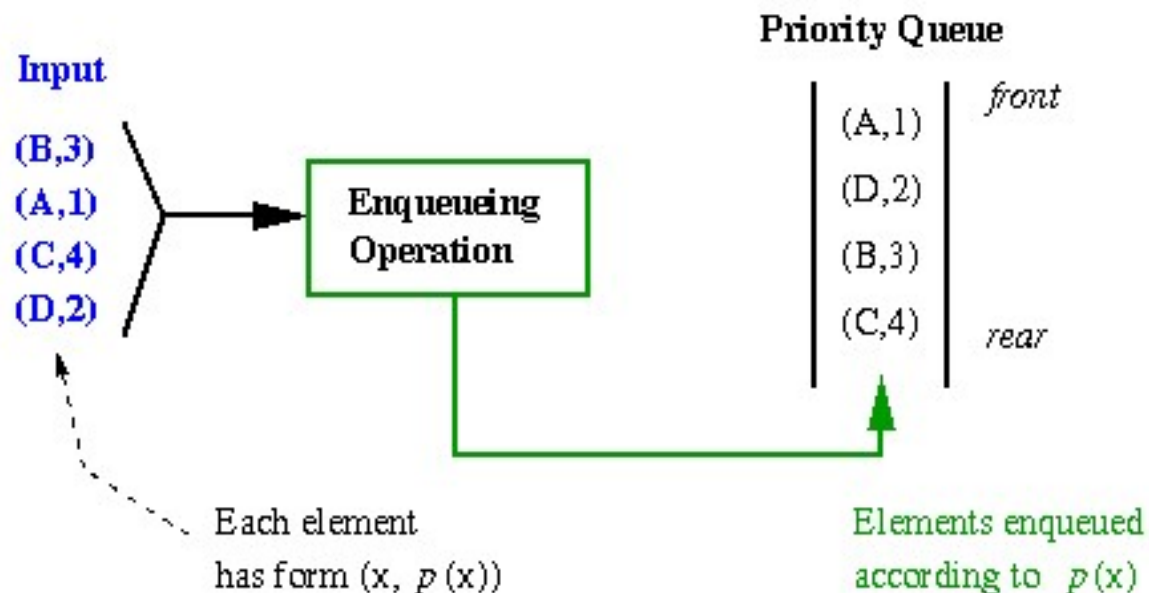 Priority Queue
Input
(B,3)
(A,1)
(C,4)
(D,2)
Enqueueing
Operation
front
(A,1)
(D,2)
(B,3)
(C,4)
rear
Each element
has form (x, p(x))
Elements enqueued
according to p(x)